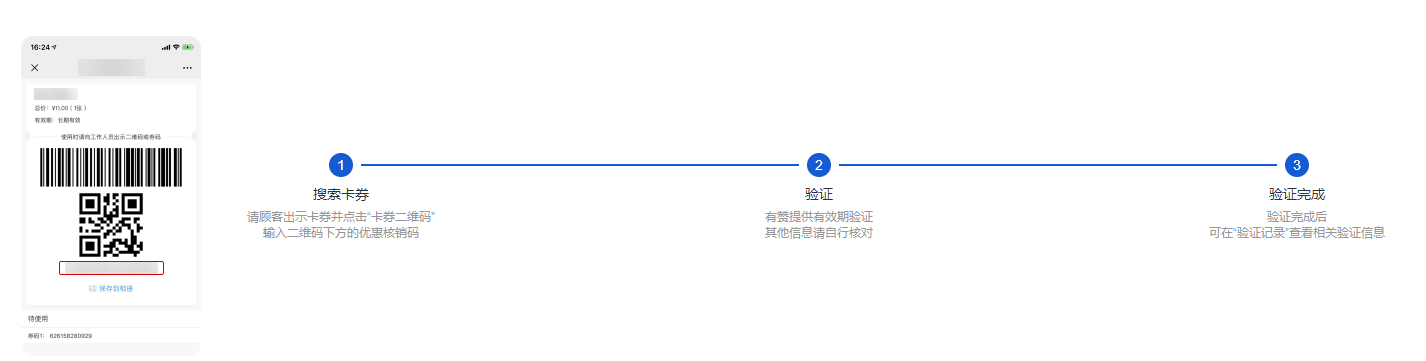 16:24
总价：¥11.00（1张）
有效期：长期有效
使用时请向工作人员出示二维码或券码
保存到相册
待使用
券码1： 626158280929
1
搜索卡券
请顾客出示卡券并点击“卡券二维码”
输入二维码下方的优惠核销码
2
验证
有赞提供有效期验证
其他信息请自行核对
3
验证完成
验证完成后
可在“验证记录”查看相关验证信息